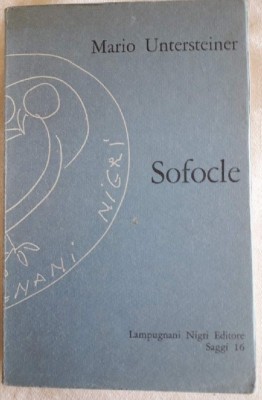 Mario Untersteiner
Sofocle
NANI NIGRI
Lampugnani Nigri Editore
Saggi 16